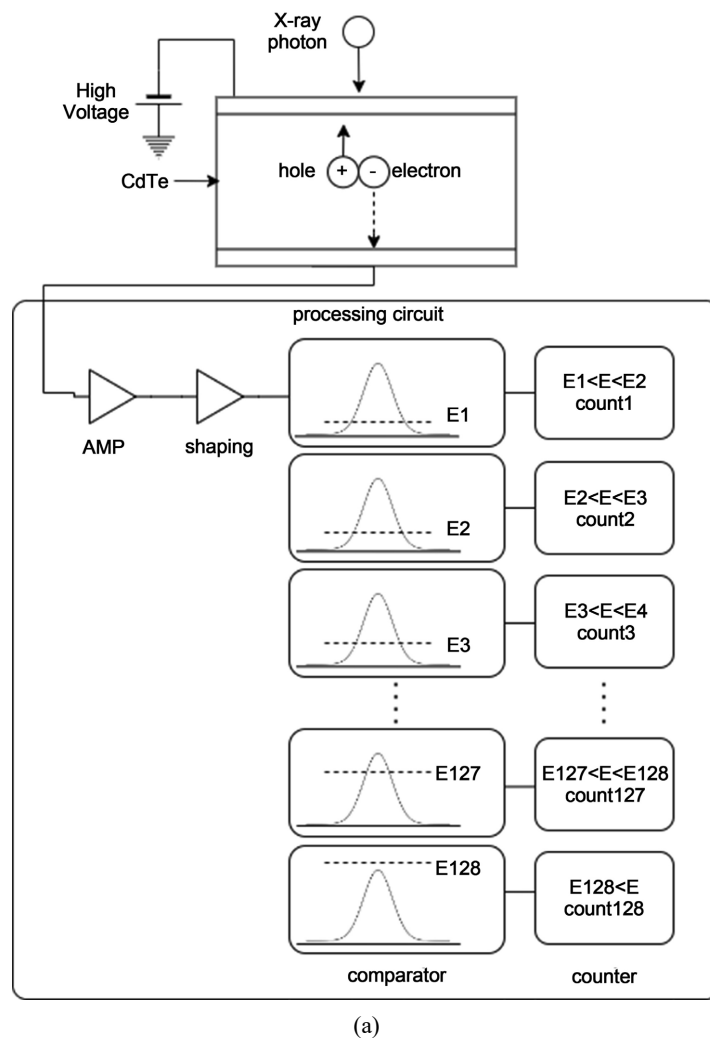 X-ray
photon
High
Voltage
hole
+
-
electron
CdTe
processing circuit
AMP
shaping
E1
E1<E<E2
count1
E2
E2<E<E3
count2
E3
E3<E<E4
count3
E127
E127<E<E128
count127
E128
E128<E
count128
comparator
counter
(a)